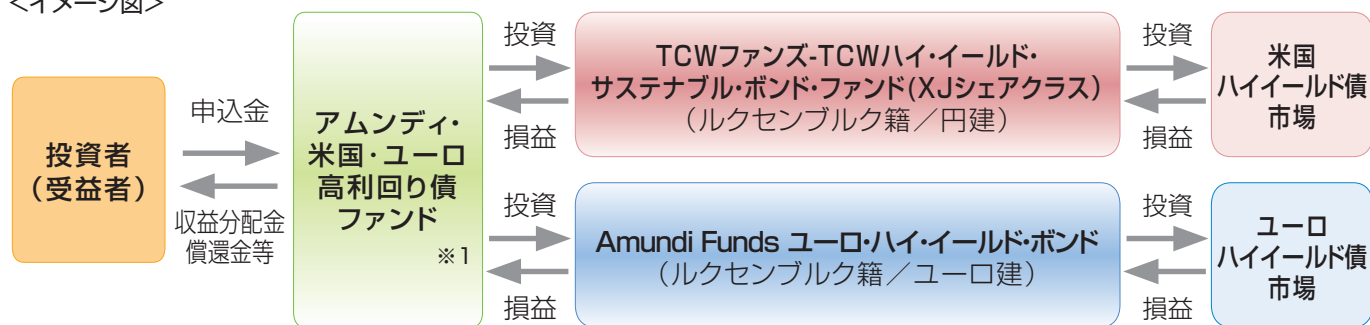 <イメージ図>
投資者
(受益者)
申込金
収益分配金
償還金等
アムンディ・
米国・ユーロ
高利回り債
ファンド
※1
投資
損益
TCWファンズ-TCWハイ・イールド・
サステナブル・ボンド・ファンド(XJシェアクラス)
(ルクセンブルク籍/円建)
投資
損益
米国
ハイイールド債
市場
投資
損益
Amundi Funds ユーロ・ハイ・イールド・ボンド
(ルクセンブルク籍/ユーロ建)
投資
損益
ユーロ
ハイイールド債
市場